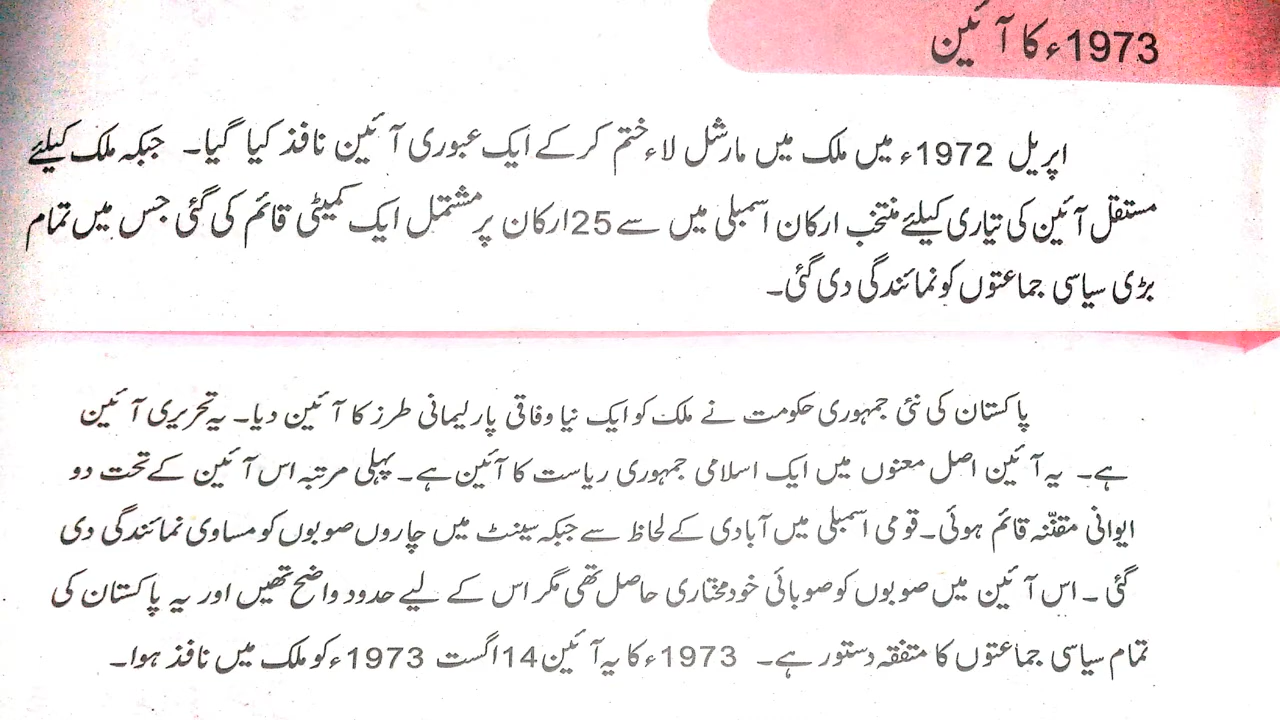 1973ء کا آئین
اپریل 1972ء میں ملک میں مارشل لاء ختم کر کے ایک عبوری آئین نافذ کیا گیا۔ جبکہ ملک کیلئے
مستقل آئین کی تیاری کیلئے منتخب ارکان اسمبلی میں سے 25 ارکان پر مشتمل ایک کمیٹی قائم کی گئی جس میں تمام
بڑی سیاسی جماعتوں کو نمائندگی دی گئی۔
پاکستان کی نئی جمہوری حکومت نے ملک کو ایک نیا وفاقی پارلیمانی طرز کا آئین دیا۔ یہ تحریری آئین
ہے۔ یہ آئین اصل معنوں میں ایک اسلامی جمہوری ریاست کا آئین ہے۔ پہلی مرتبہ اس آئین کے تحت دو
ایوانی مقنّنہ قائم ہوئی۔ قومی اسمبلی میں آبادی کے لحاظ سے جبکہ سینٹ میں چاروں صوبوں کو مساوی نمائندگی دی
گئی۔ اس آئین میں صوبوں کو صوبائی خودمختاری حاصل تھی مگر اس کے لیے حدود واضح تھیں اور یہ پاکستان کی
تمام سیاسی جماعتوں کا متفقہ دستور ہے۔ 1973ء کا یہ آئین 14 اگست 1973ء کو ملک میں نافذ ہوا۔